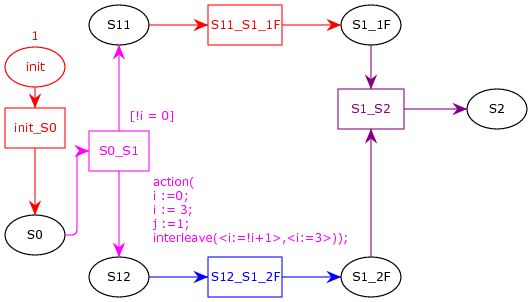 S11
S11_S1_1F
S1_1F
1
init
init_S0
[!i = 0]
S1_S2
S2
S0_S1
action(
i :=0;
i := 3;
j :=1;
interleave(<i:=!i+1>,<i:=3>));
S0
S12
S12_S1_2F
S1_2F